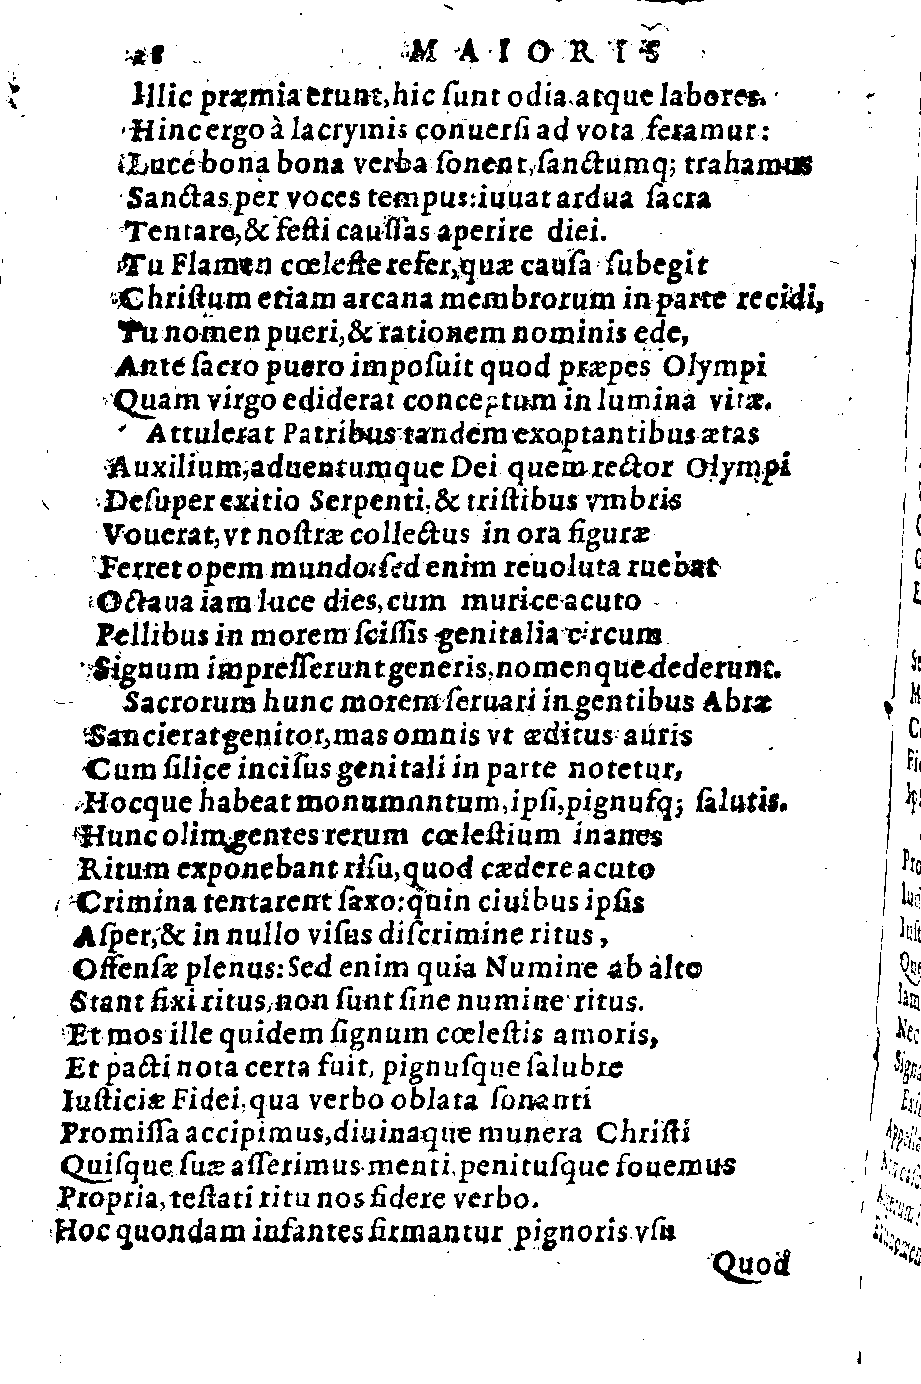 28 MAIORIS
Illic præmia erunt, hic ſunt odia atque labores.
Hinc ergo à lacrymis conuerſi ad vota feramur:
Lucé bona bona verba ſonent, ſanctumq; trahamus
Sanctas per voces tempus: iuuat ardua ſacra
Tentare, & feſti cauſſas aperire diei.
Tu Flamen cœleſte refer, quæ cauſa ſubegit
Chriſtum etiam arcana membrorum in parte recidi,
Tu nomen pueri, & rationem nominis ede,
Anté ſacro puero impoſuit quod præpes Olympi
Quam virgo ediderat conceptum in lumina vitæ.
Attulerat Patribus tandem exoptantibus ætas
Auxilium, aduentumque Dei quem rector Olympi
Deſuper exitio Serpenti, & triſtibus vmbris
Vouerat, vt noſtræ collectus in ora figuræ
Ferret opem mundo: ſed enim reuoluta ruebat
Octaua iam luce dies, cum murice acuto
Pellibus in morem ſciſſis genitalia circum
Signum impreſſerunt generis, nomenque dederunt.
Sacrorum hunc morem ſeruari in gentibus Abræ
Sancierat genitor, mas omnis vt æditus auris
Cum ſilice inciſus genitali in parte notetur,
Hocque habeat monumnntum, ipſi, pignuſq; ſalutis.
Hunc olim gentes rerum cœleſtium inanes
Ritum exponebant riſu, quod cædere acuto
Crimina tentarent ſaxo: quin ciuibus ipſis
Aſper, & in nullo viſus diſcrimine ritus,
Offenſæ plenus: Sed enim quia Numine ab alto
Stant fixi ritus, non ſunt ſine numine ritus.
Et mos ille quidem ſignum cœleſtis amoris,
Et pacti nota certa fuit, pignuſque ſalubre
Iuſticiæ Fidei, qua verbo oblata ſonanti
Promiſſa accipimus, diuinaque munera Chriſti
Quiſque ſuæ aſſerimus menti, penituſque fouemus
Propria, teſtati ritu nos fidere verbo.
Hoc quondam infantes firmantur pignoris vſu
Quod